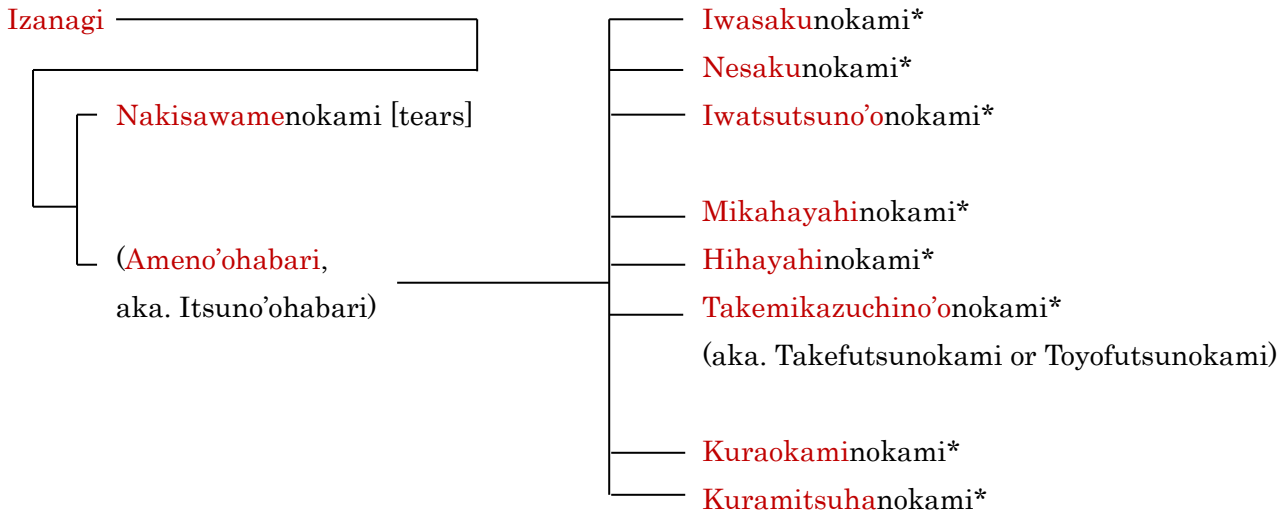 Izanagi
Nakisawamenokami [tears]
(Ameno’ohabari,
aka. Itsuno’ohabari)
Iwasakunokami*
Nesakunokami*
Iwatsutsuno’onokami*
Mikahayahinokami*
Hihayahinokami*
Takemikazuchino’onokami*
(aka. Takefutsunokami or Toyofutsunokami)
Kuraokaminokami*
Kuramitsuhanokami*